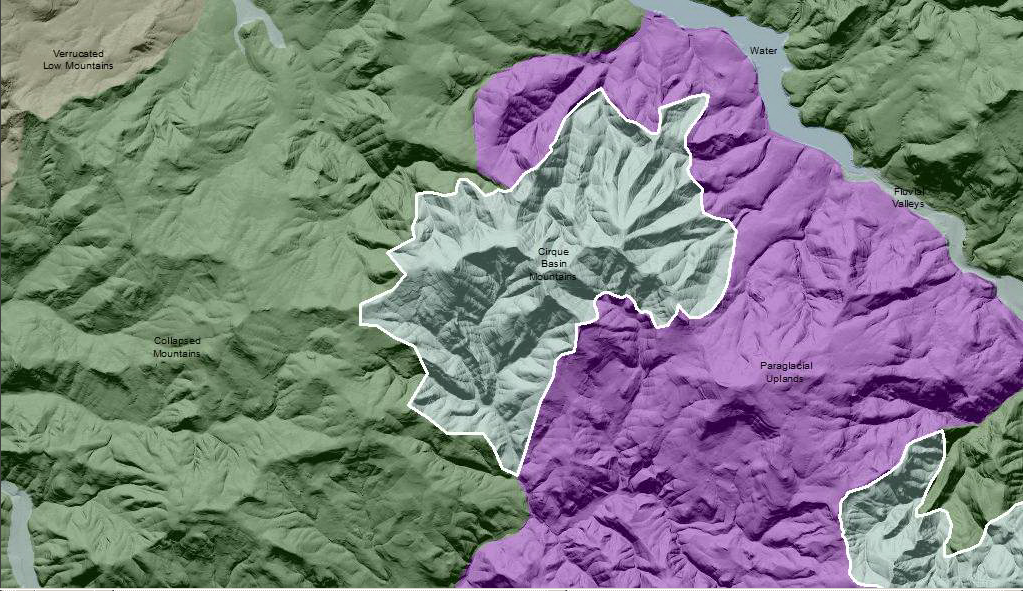 Verrucated
Low Mountains
Water
Fluvial
Valleys
Cirque
Basin
Mountains
Collapsed
Mountains
Paraglacial
Uplands